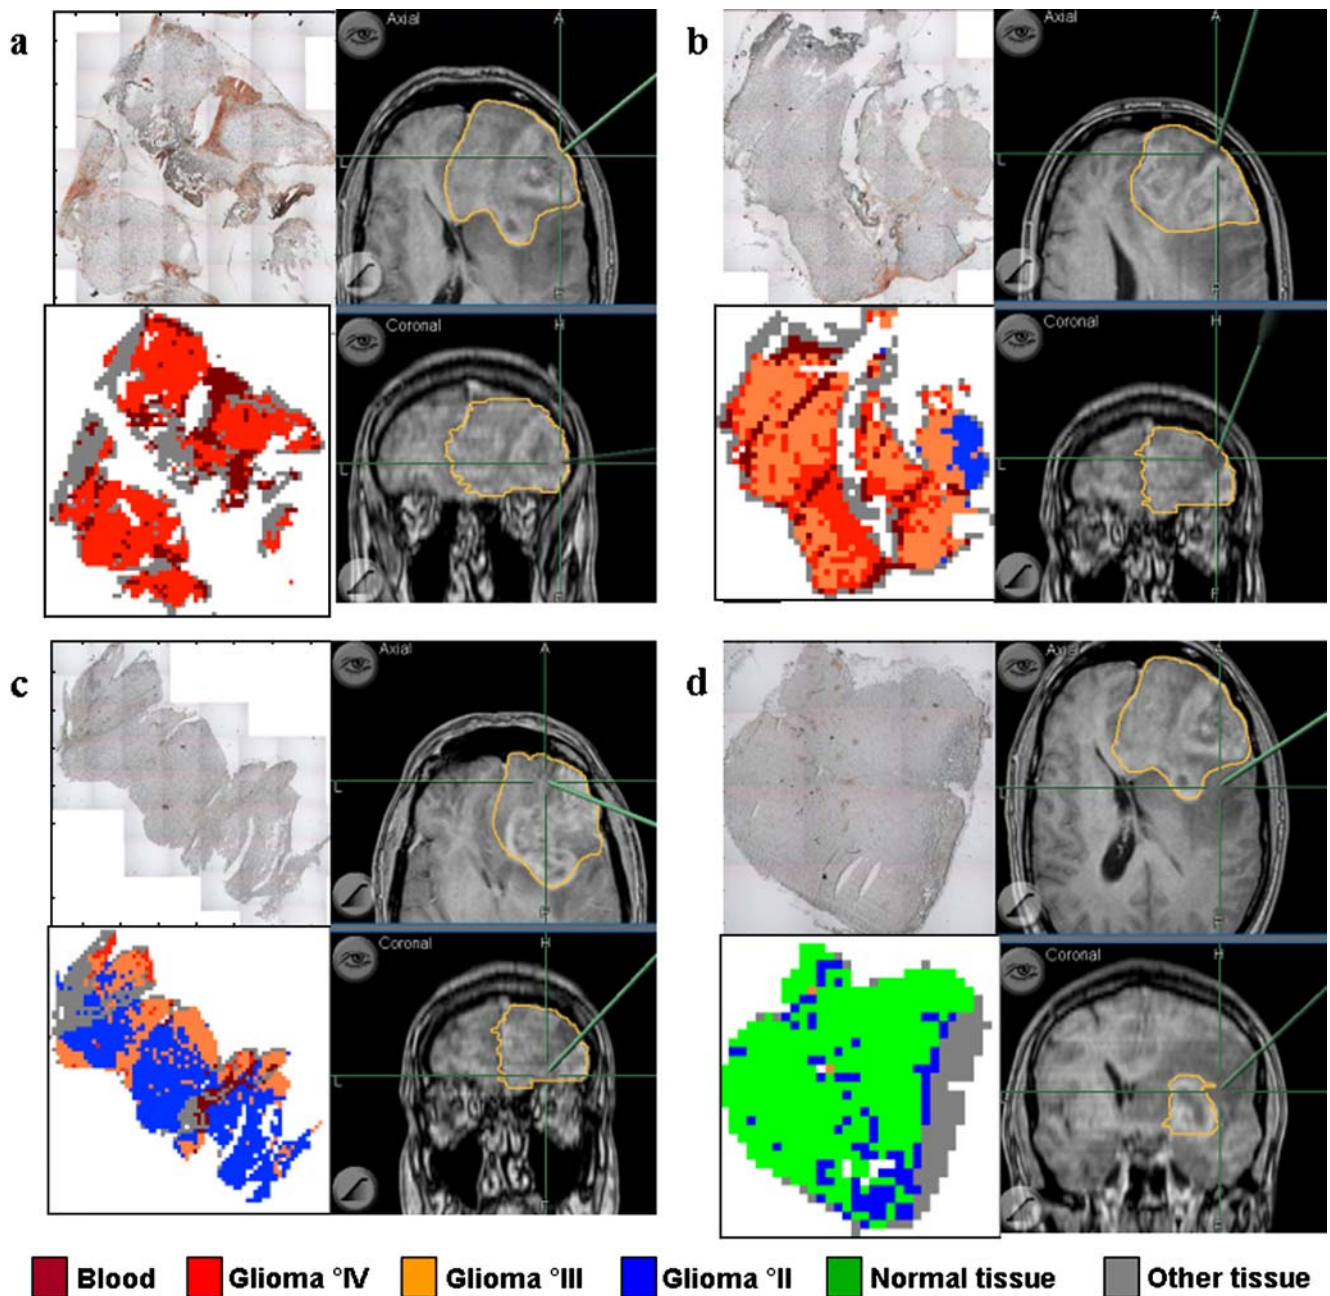 a
Axial
A
L
P
Coronal
H
L
F
b
Axial
A
L
P
Coronal
H
L
F
c
Axial
A
L
P
Coronal
H
L
F
d
Axial
A
L
P
Coronal
H
L
F
Blood Glioma °IV Glioma °III Glioma °II Normal tissue Other tissue